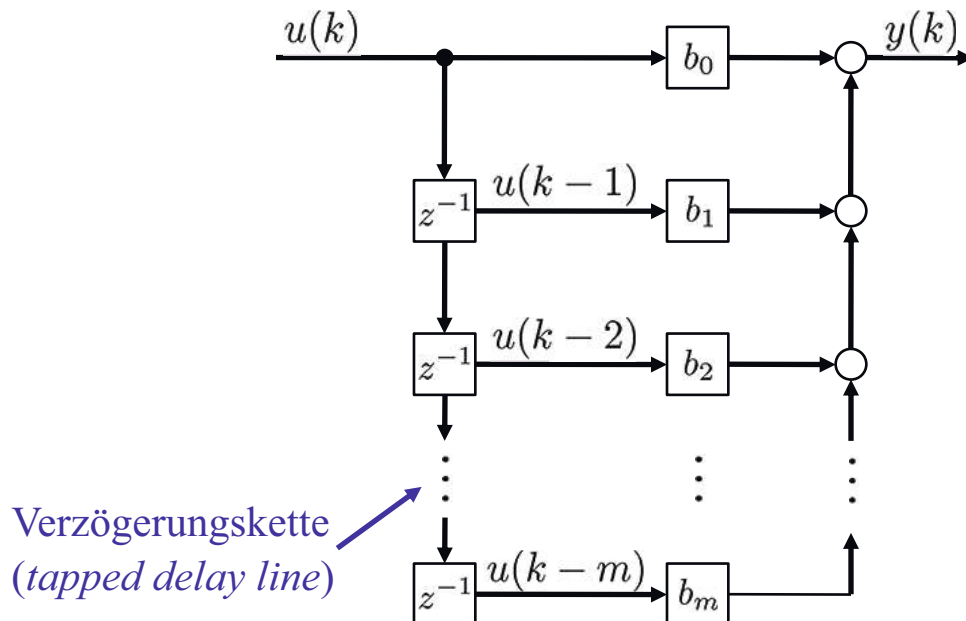 u(k) b₀ y(k)
z⁻¹ u(k − 1) b₁
z⁻¹ u(k − 2) b₂
⋮ ⋮ ⋮
Verzögerungskette
(tapped delay line)
z⁻¹ u(k − m) bₘ